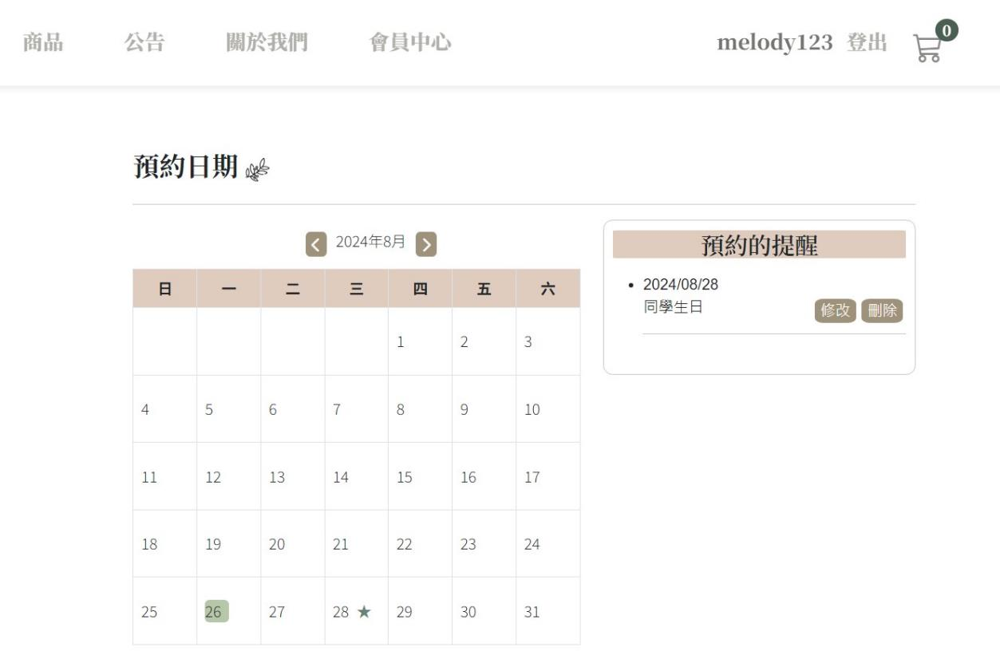 商品 公告 關於我們 會員中心 melody123 登出 0
預約日期
2024年8月
日 一 二 三 四 五 六
1 2 3
4 5 6 7 8 9 10
11 12 13 14 15 16 17
18 19 20 21 22 23 24
25 26 27 28 ★ 29 30 31
預約的提醒
2024/08/28
同學生日
修改 刪除